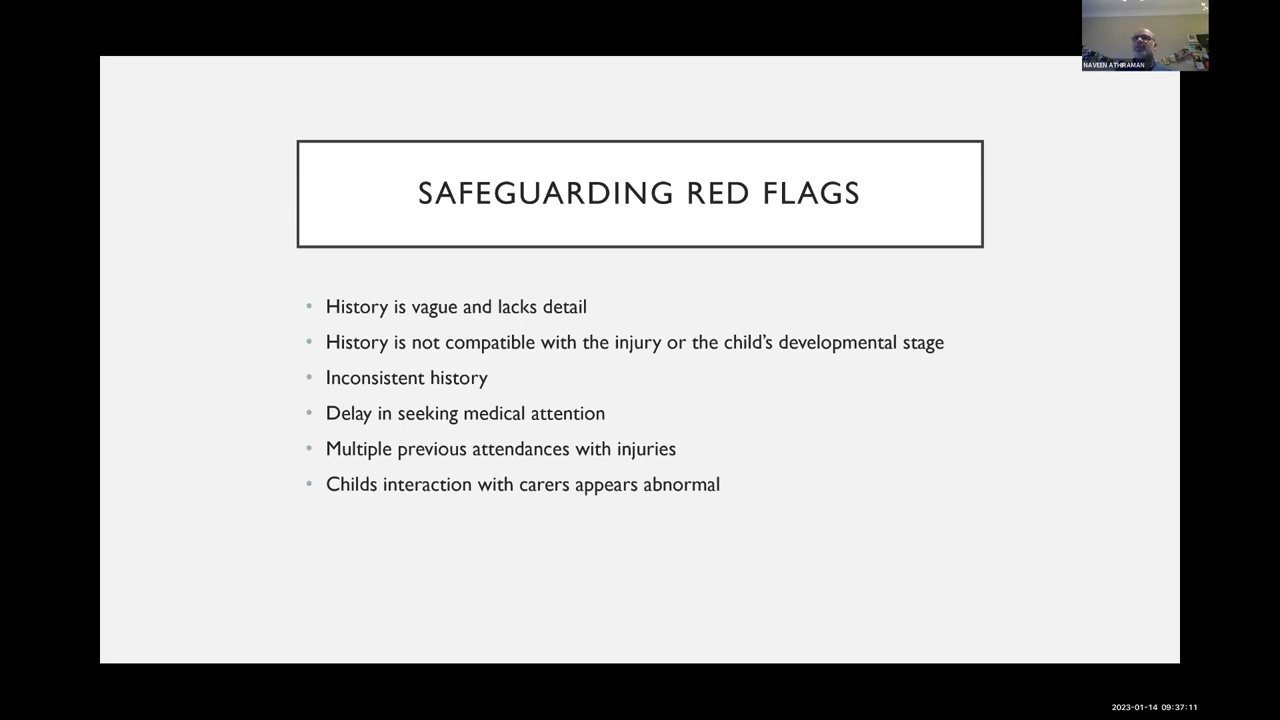 NAVEEN ATHIRAMAN
SAFEGUARDING RED FLAGS
• History is vague and lacks detail
• History is not compatible with the injury or the child’s developmental stage
• Inconsistent history
• Delay in seeking medical attention
• Multiple previous attendances with injuries
• Childs interaction with carers appears abnormal
2023-01-14 09:37:11